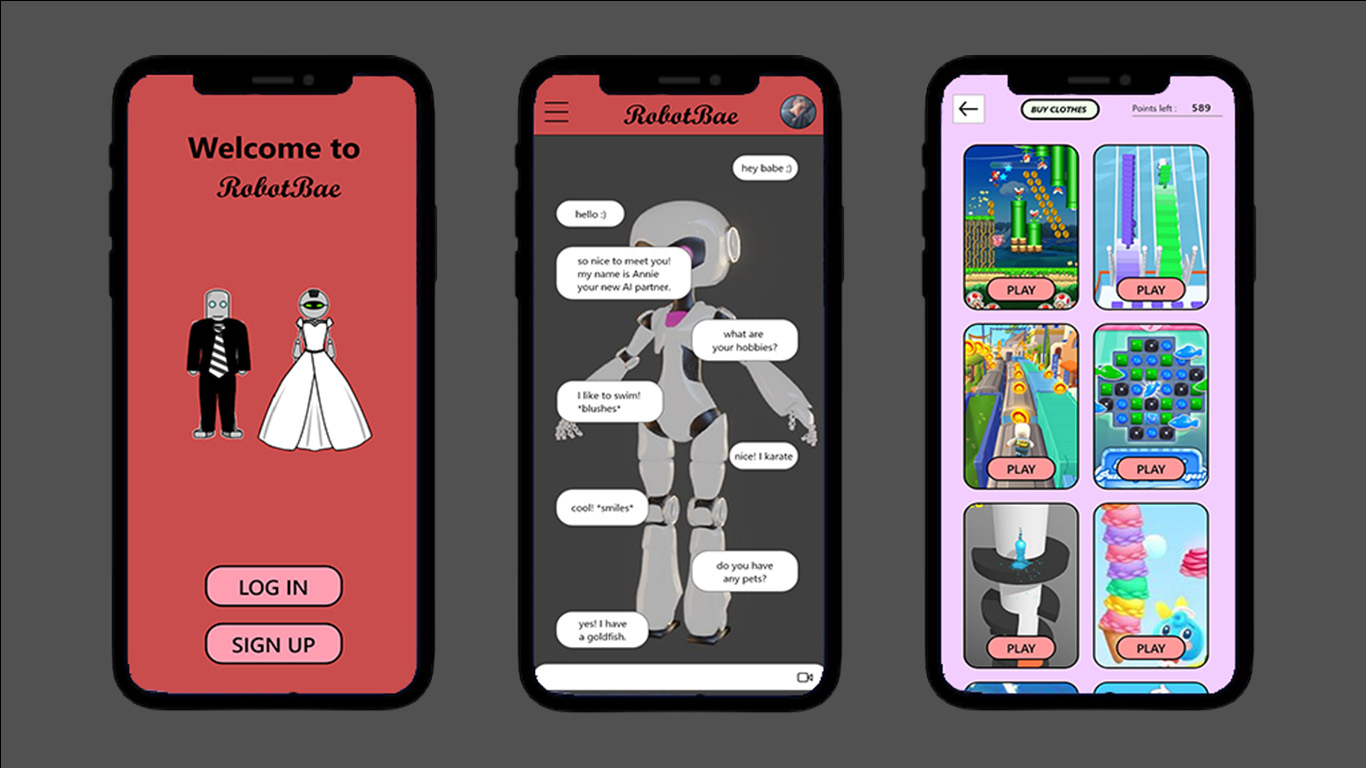 Welcome to
RobotBae
LOG IN
SIGN UP
RobotBae
hey babe :)
hello :)
so nice to meet you!
my name is Annie
your new AI partner.
what are
your hobbies?
I like to swim!
*blushes*
nice! I karate
cool! *smiles*
do you have
any pets?
yes! I have
a goldfish.
BUY CLOTHES
Points left :
589
PLAY
PLAY
PLAY
PLAY
PLAY
PLAY